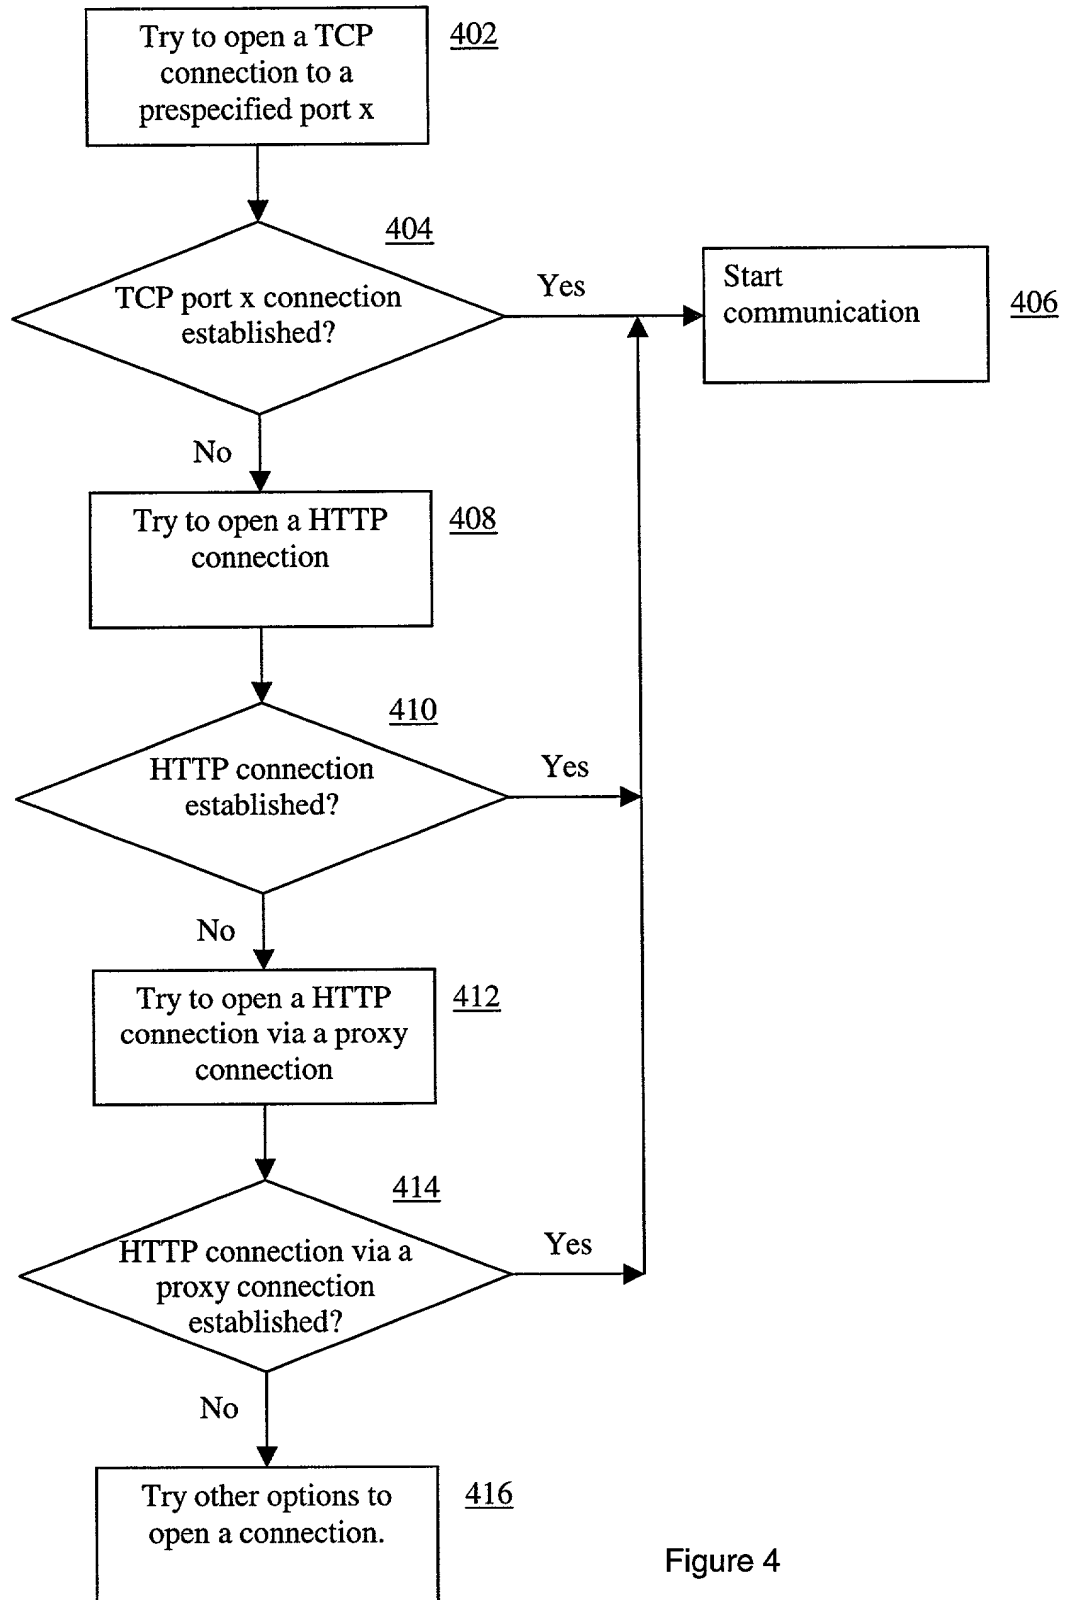 Try to open a TCP
connection to a
prespecified port x
402
404
TCP port x connection
established?
Yes
Start
communication
406
No
Try to open a HTTP
connection
408
410
HTTP connection
established?
Yes
No
Try to open a HTTP
connection via a proxy
connection
412
414
HTTP connection via a
proxy connection
established?
Yes
No
Try other options to
open a connection.
416
Figure 4